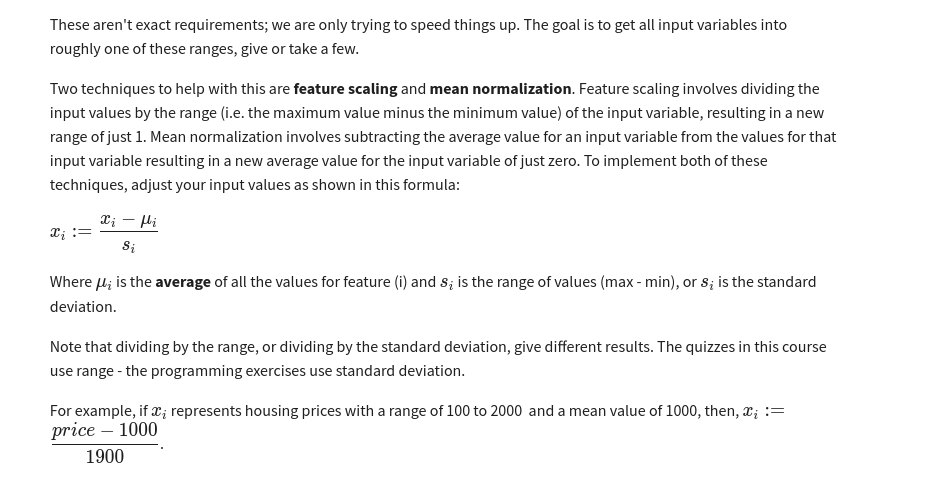 These aren't exact requirements; we are only trying to speed things up. The goal is to get all input variables into
roughly one of these ranges, give or take a few.
Two techniques to help with this are feature scaling and mean normalization. Feature scaling involves dividing the
input values by the range (i.e. the maximum value minus the minimum value) of the input variable, resulting in a new
range of just 1. Mean normalization involves subtracting the average value for an input variable from the values for that
input variable resulting in a new average value for the input variable of just zero. To implement both of these
techniques, adjust your input values as shown in this formula:
x_i := \frac{x_i − μ_i}{s_i}
Where μ_i is the average of all the values for feature (i) and s_i is the range of values (max - min), or s_i is the standard
deviation.
Note that dividing by the range, or dividing by the standard deviation, give different results. The quizzes in this course
use range - the programming exercises use standard deviation.
For example, if x_i represents housing prices with a range of 100 to 2000 and a mean value of 1000, then, x_i :=
\frac{price − 1000}{1900}.